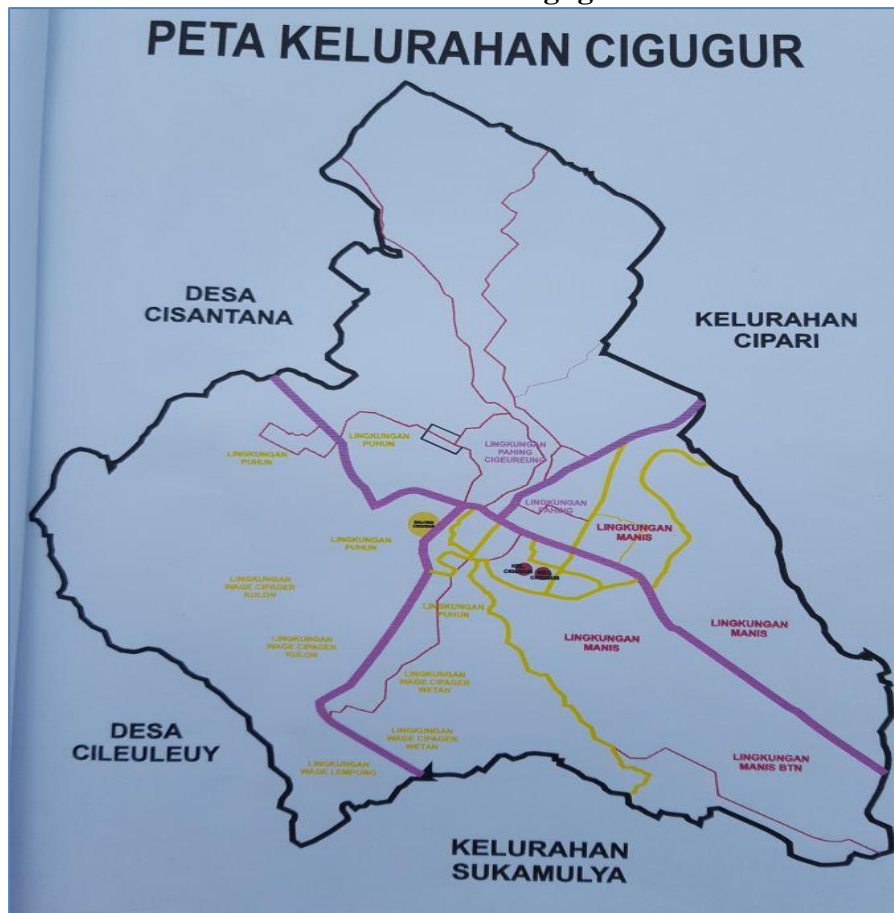 PETA KELURAHAN CIGUGUR
DESA
CISANTANA
KELURAHAN
CIPARI
LINGKUNGAN
PUHUN
LINGKUNGAN
PUHUN
LINGKUNGAN
PAHING
CIGEUREUNG
LINGKUNGAN
PAHING
LINGKUNGAN
MANIS
LINGKUNGAN
PUHUN
LINGKUNGAN
WAGE CIPAGER
KULON
LINGKUNGAN
PUHUN
LINGKUNGAN
WAGE CIPAGER
KULON
LINGKUNGAN
MANIS
LINGKUNGAN
MANIS
LINGKUNGAN
WAGE CIPAGER
WETAN
LINGKUNGAN
WAGE CIPAGER
WETAN
DESA
CILEULEUY
LINGKUNGAN
WAGE LEMPONG
LINGKUNGAN
MANIS BTN
KELURAHAN
SUKAMULYA